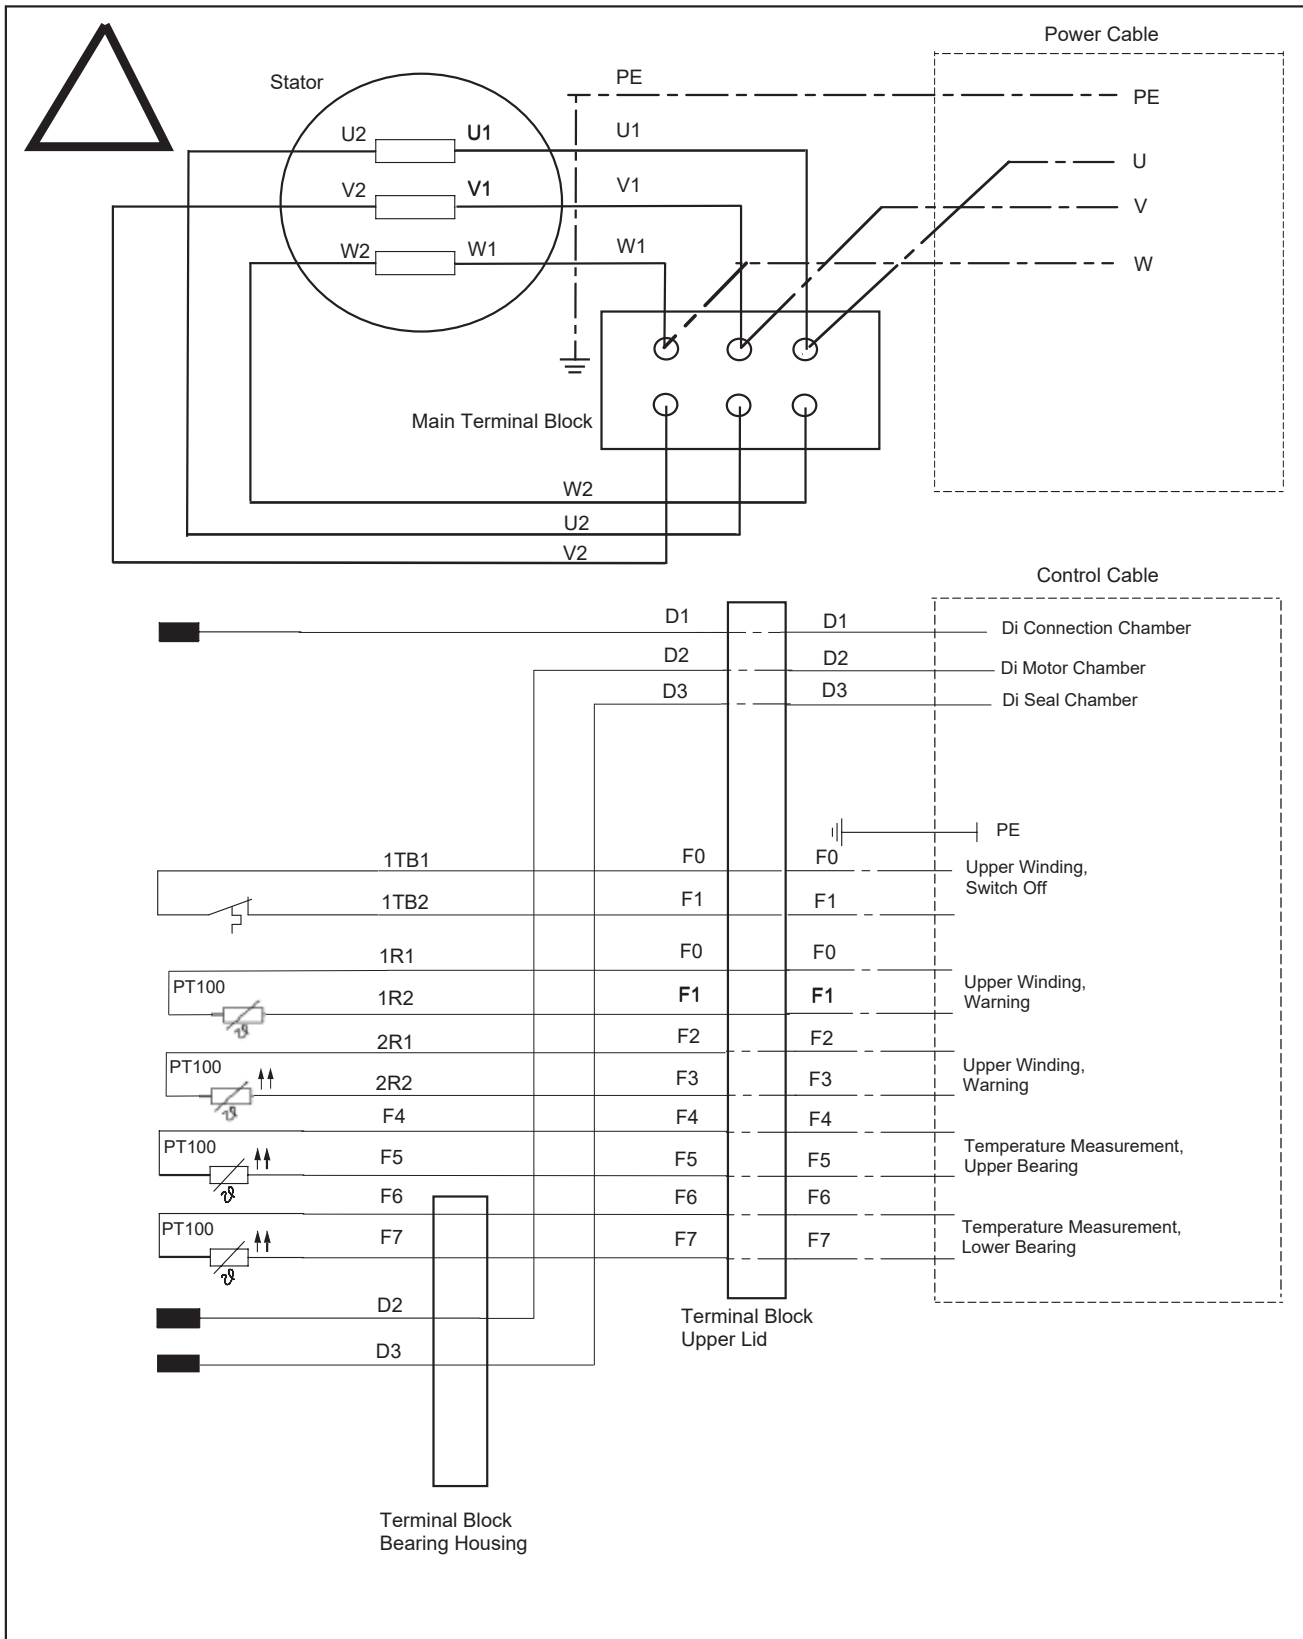 Power Cable
Stator
PE
PE
U2 U1 U1
U
V2 V1 V1
V
W2 W1 W1
W
Main Terminal Block
W2
U2
V2
Control Cable
D1 D1 Di Connection Chamber
D2 D2 Di Motor Chamber
D3 D3 Di Seal Chamber
PE
1TB1 F0 F0 Upper Winding,
Switch Off
1TB2 F1 F1
1R1 F0 F0
PT100 1R2 F1 F1 Upper Winding,
Warning
2R1 F2 F2
PT100 2R2 F3 F3 Upper Winding,
Warning
F4 F4 F4
PT100 F5 F5 F5 Temperature Measurement,
Upper Bearing
F6 F6 F6
PT100 F7 F7 F7 Temperature Measurement,
Lower Bearing
D2
D3
Terminal Block
Upper Lid
Terminal Block
Bearing Housing